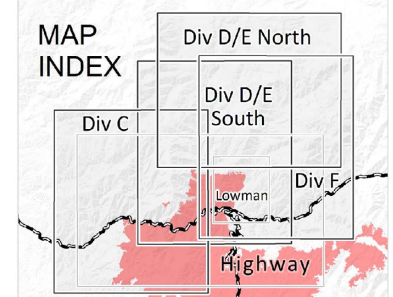 MAP
INDEX
Div D/E North
Div D/E
South
Div C
Div F
Lowman
Highway